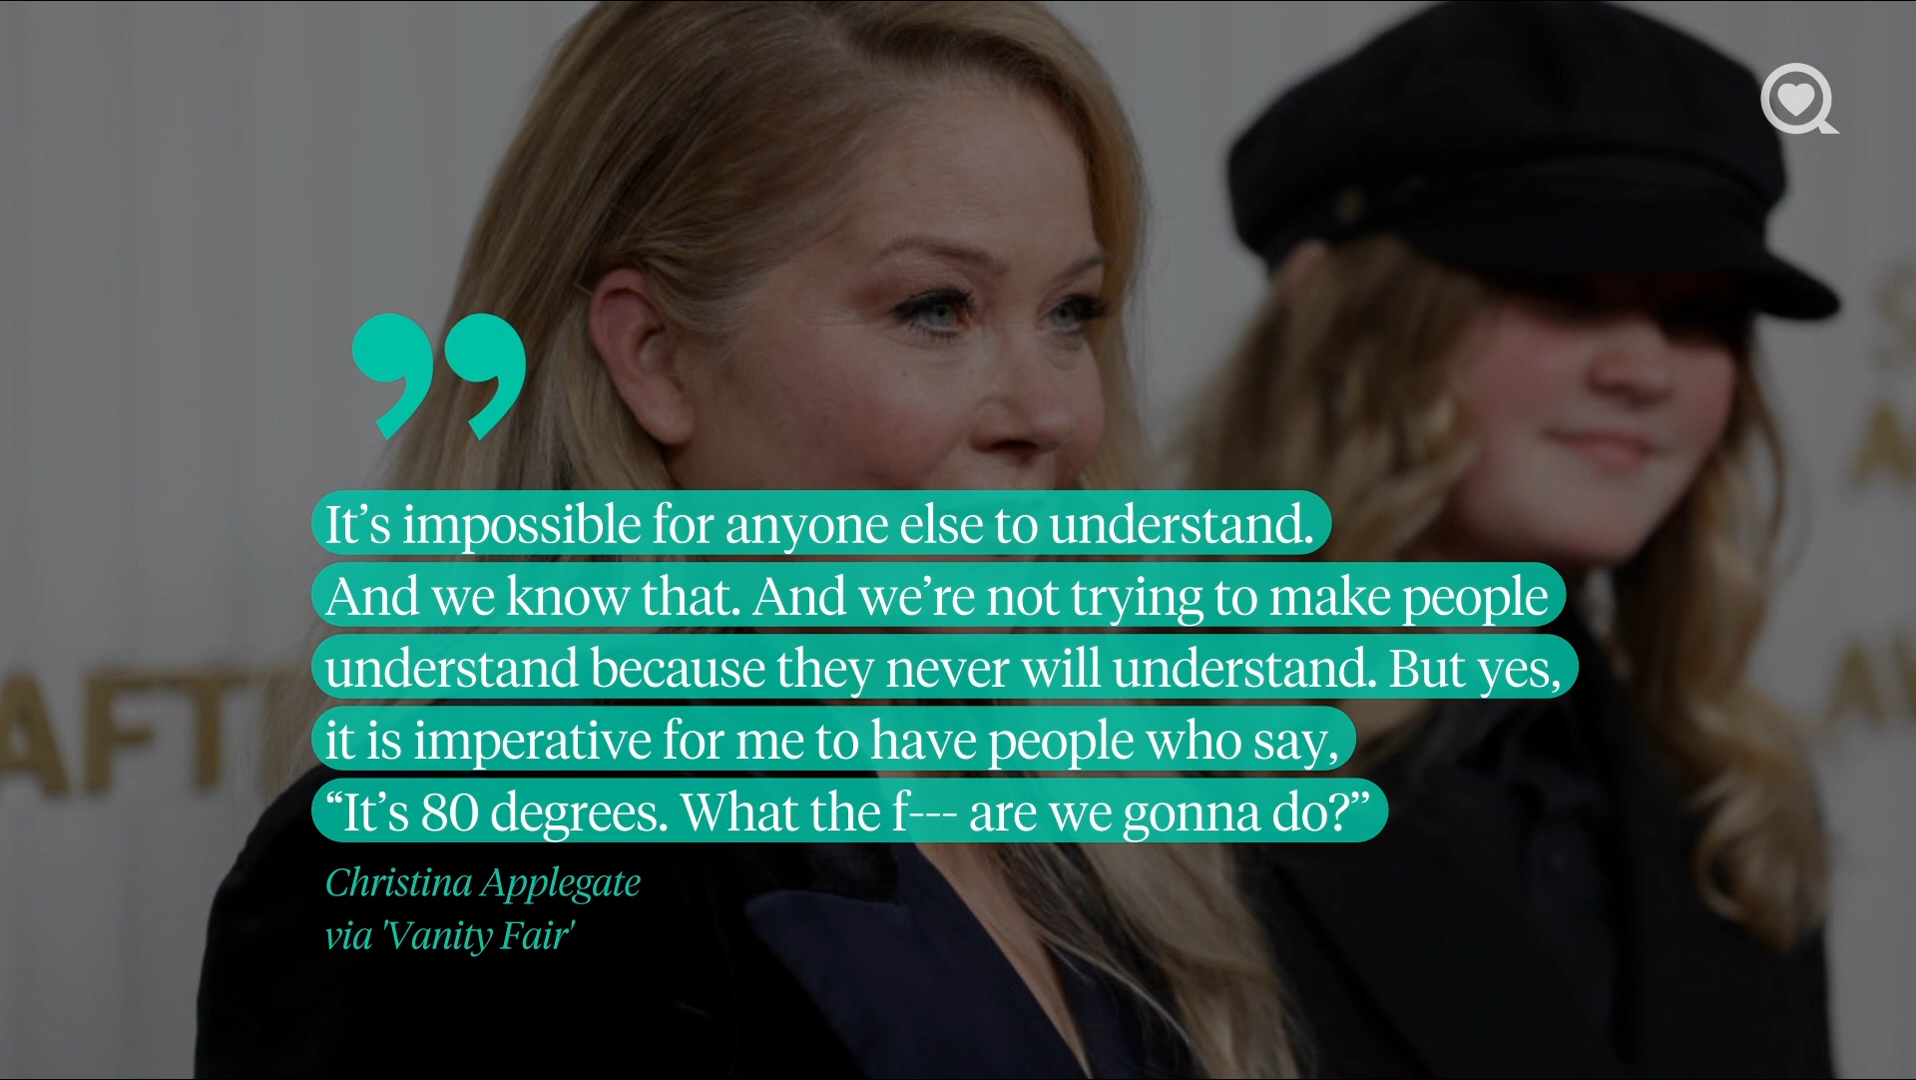 ”
It’s impossible for anyone else to understand.
And we know that. And we’re not trying to make people
understand because they never will understand. But yes,
it is imperative for me to have people who say,
“It’s 80 degrees. What the f--- are we gonna do?”
Christina Applegate
via 'Vanity Fair'
AFT